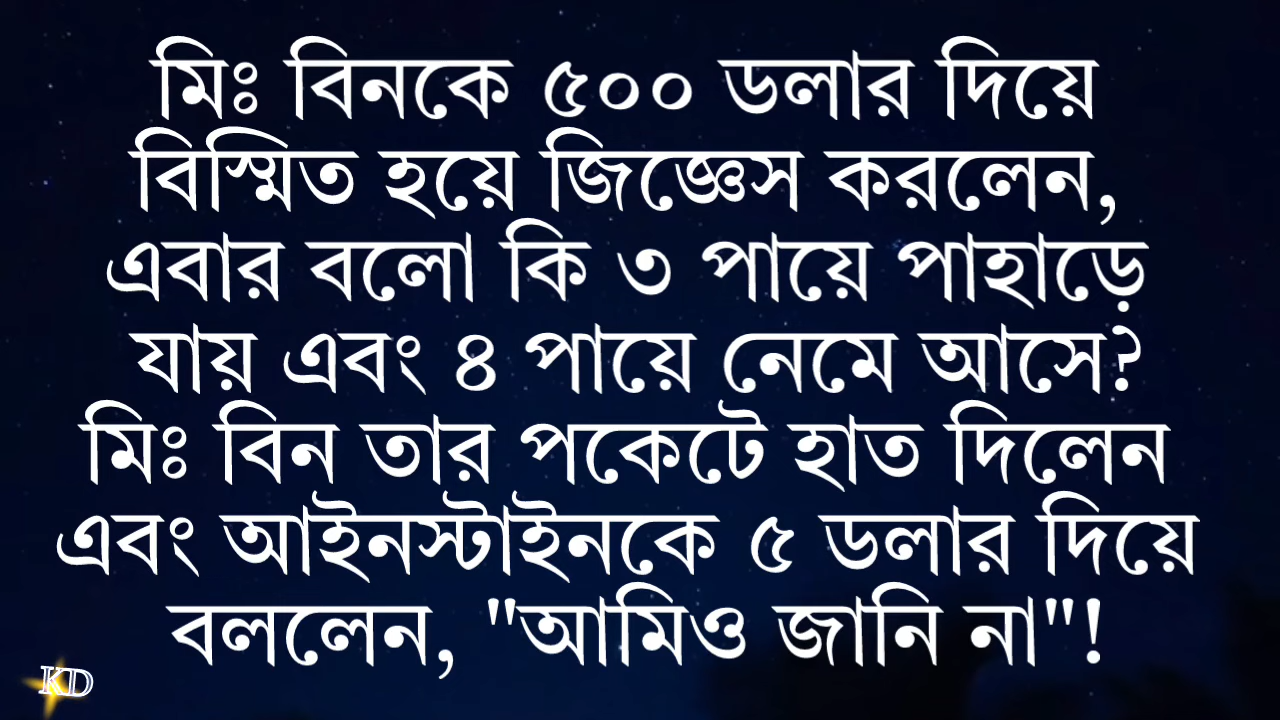 মিঃ বিনকে ৫০০ ডলার দিয়ে
বিস্মিত হয়ে জিজ্ঞেস করলেন,
এবার বলো কি ৩ পায়ে পাহাড়ে
যায় এবং ৪ পায়ে নেমে আসে?
মিঃ বিন তার পকেটে হাত দিলেন
এবং আইনস্টাইনকে ৫ ডলার দিয়ে
বললেন, "আমিও জানি না"!
KD